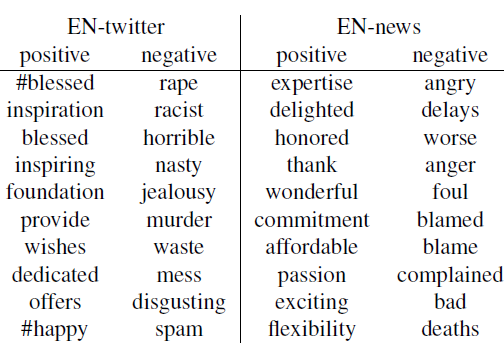 EN-twitter EN-news
positive negative positive negative
#blessed rape expertise angry
inspiration racist delighted delays
blessed horrible honored worse
inspiring nasty thank anger
foundation jealousy wonderful foul
provide murder commitment blamed
wishes waste affordable blame
dedicated mess passion complained
offers disgusting exciting bad
#happy spam flexibility deaths